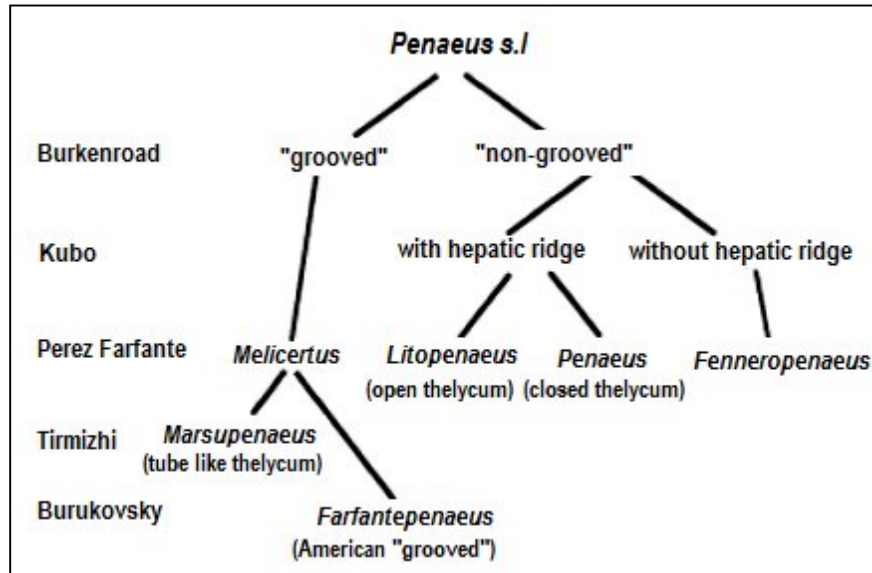 Penaeus s.l
Burkenroad "grooved" "non-grooved"
Kubo with hepatic ridge without hepatic ridge
Perez Farfante Melicertus Litopenaeus Penaeus Fenneropenaeus
(open thelycum) (closed thelycum)
Tirmizhi Marsupenaeus
(tube like thelycum)
Burukovsky Farfantepenaeus
(American "grooved")